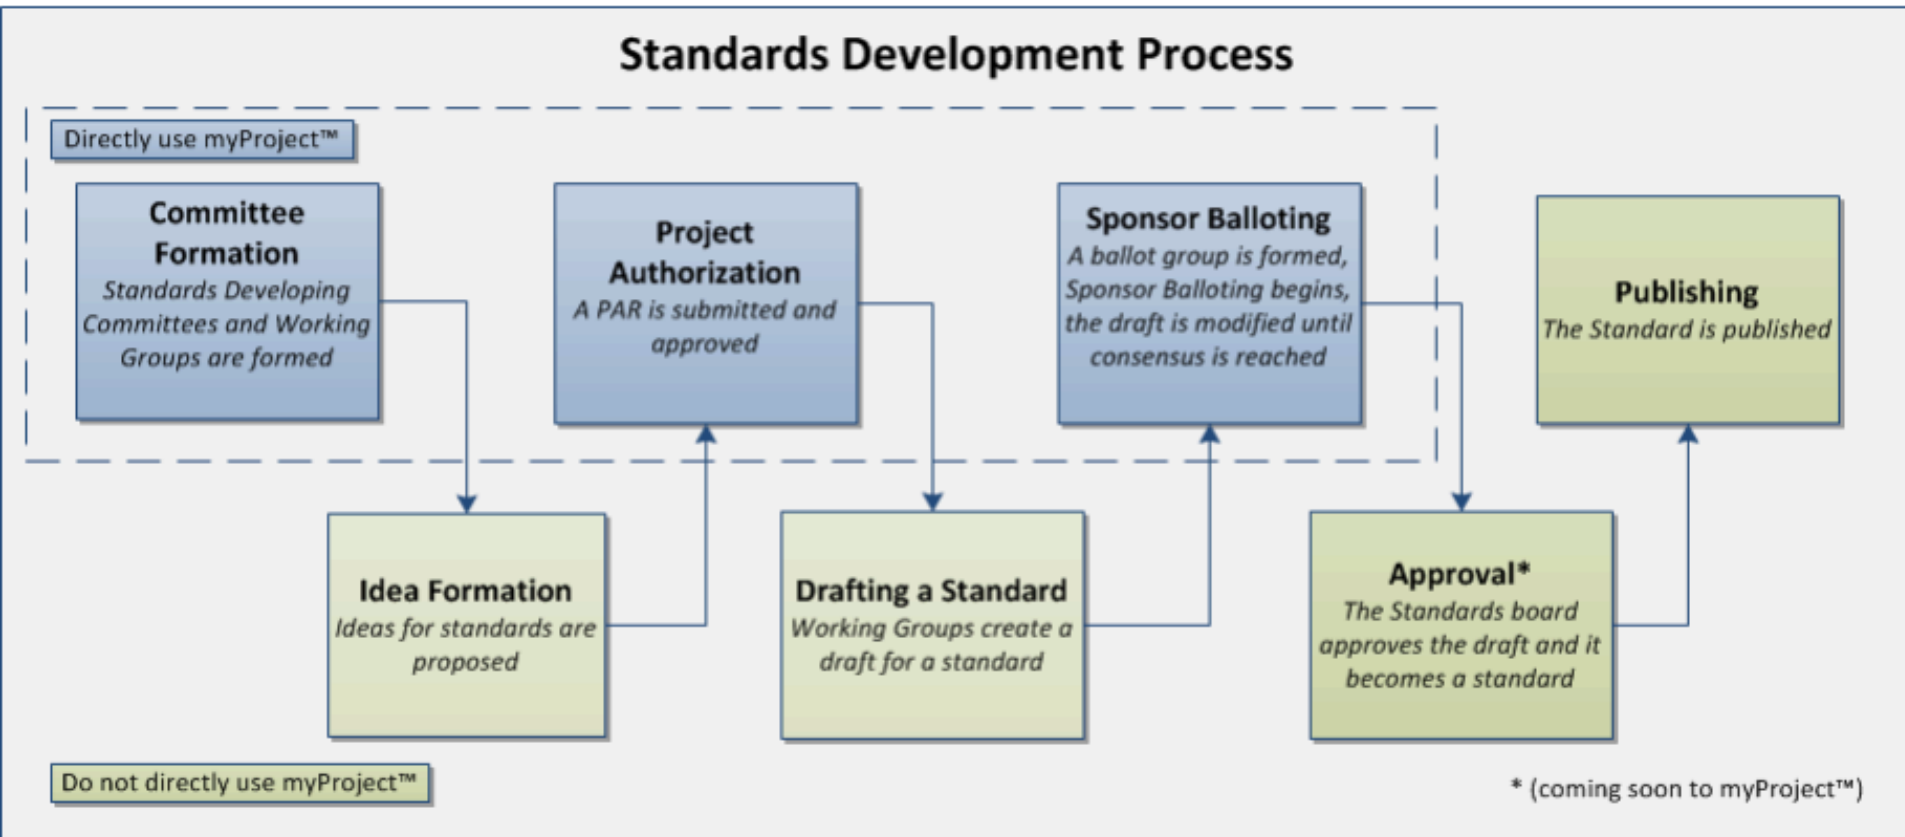 Standards Development Process
Directly use myProject™
Committee
Formation
Standards Developing
Committees and Working
Groups are formed
Project
Authorization
A PAR is submitted and
approved
Sponsor Balloting
A ballot group is formed,
Sponsor Balloting begins,
the draft is modified until
consensus is reached
Publishing
The Standard is published
Idea Formation
Ideas for standards are
proposed
Drafting a Standard
Working Groups create a
draft for a standard
Approval*
The Standards board
approves the draft and it
becomes a standard
Do not directly use myProject™
* (coming soon to myProject™)